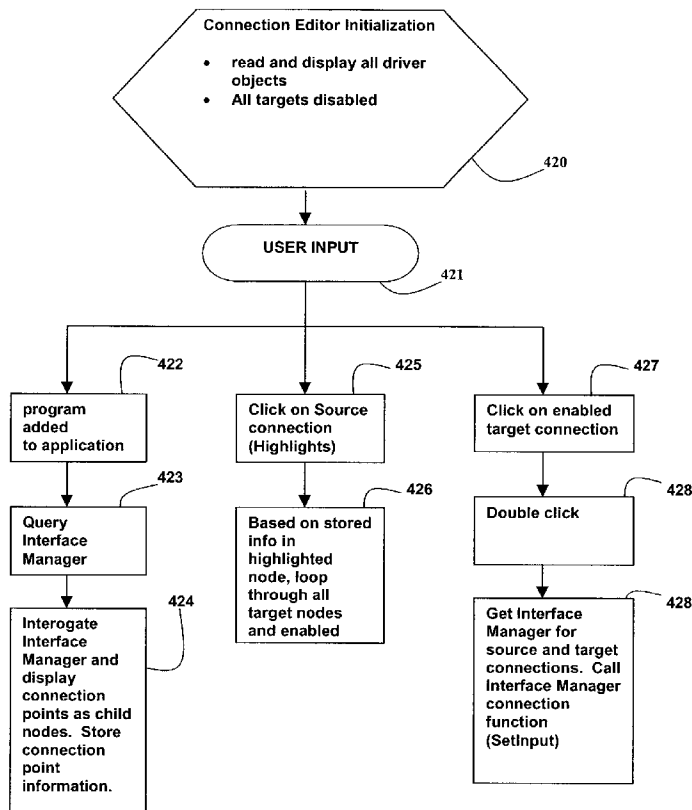 Connection Editor Initialization
• read and display all driver
objects
• All targets disabled
420
USER INPUT
421
422
program
added
to application
423
Query
Interface
Manager
424
Interogate
Interface
Manager and
display
connection
points as child
nodes. Store
connection
point
information.
425
Click on Source
connection
(Highlights)
426
Based on stored
info in
highlighted
node, loop
through all
target nodes
and enabled
427
Click on enabled
target connection
428
Double click
428
Get Interface
Manager for
source and target
connections. Call
Interface Manager
connection
function
(SetInput)